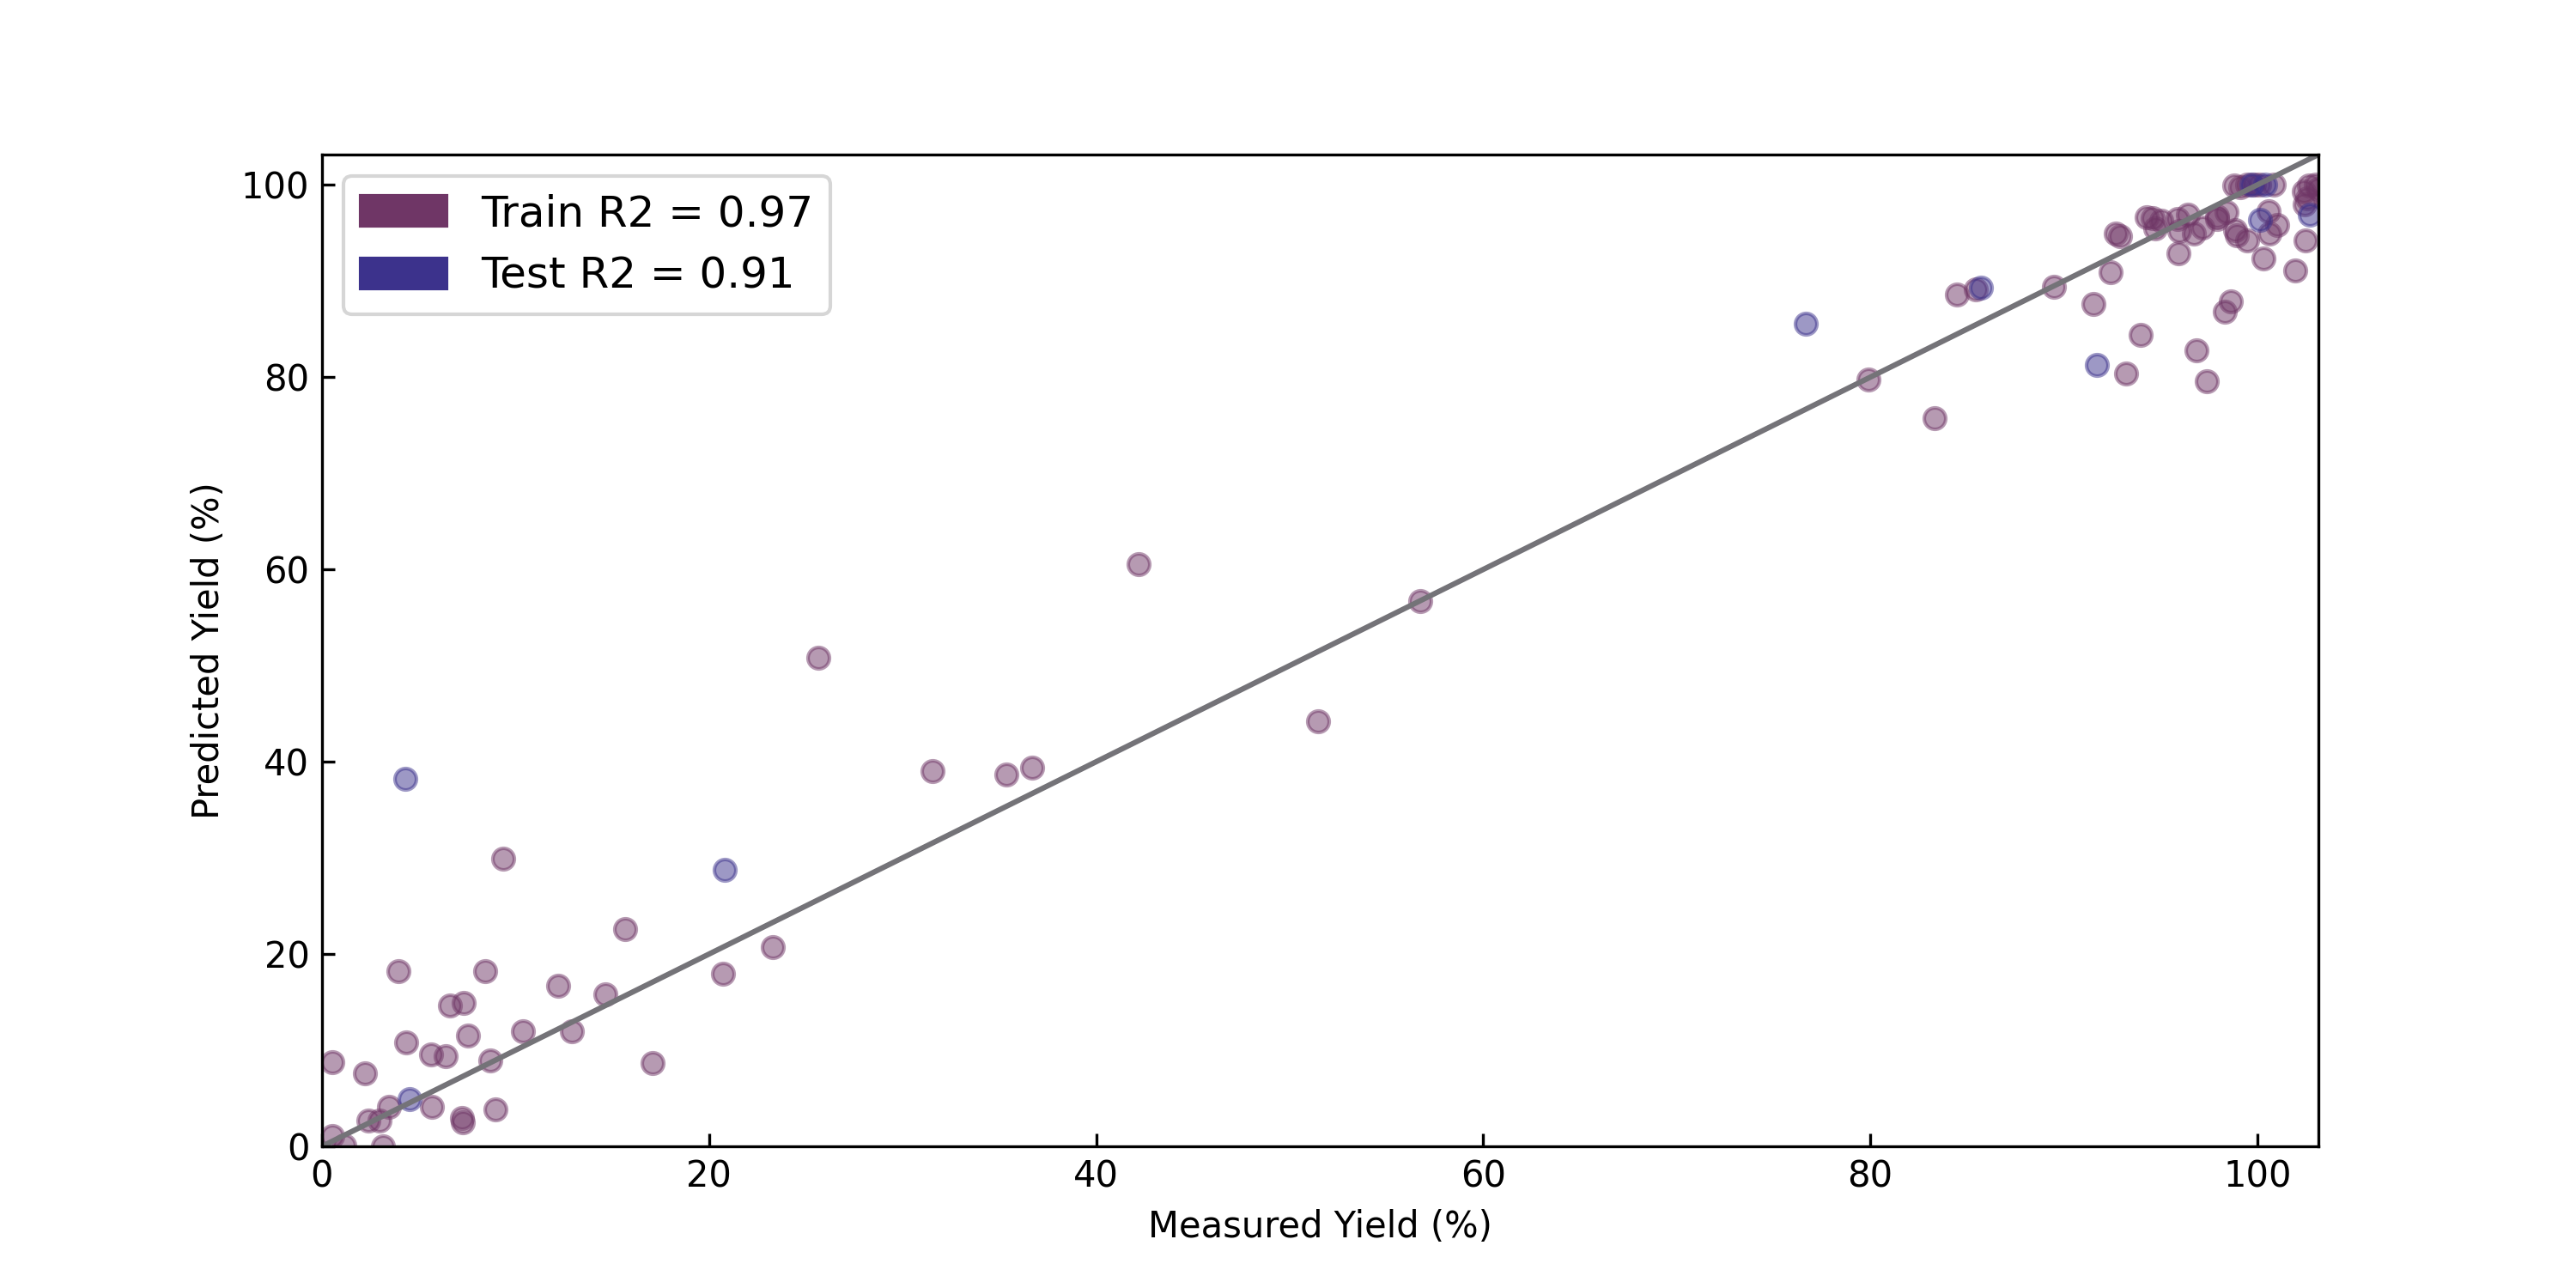 100
80
60
40
20
0
Predicted Yield (%)
Train R2 = 0.97
Test R2 = 0.91
0 20 40 60 80 100
Measured Yield (%)